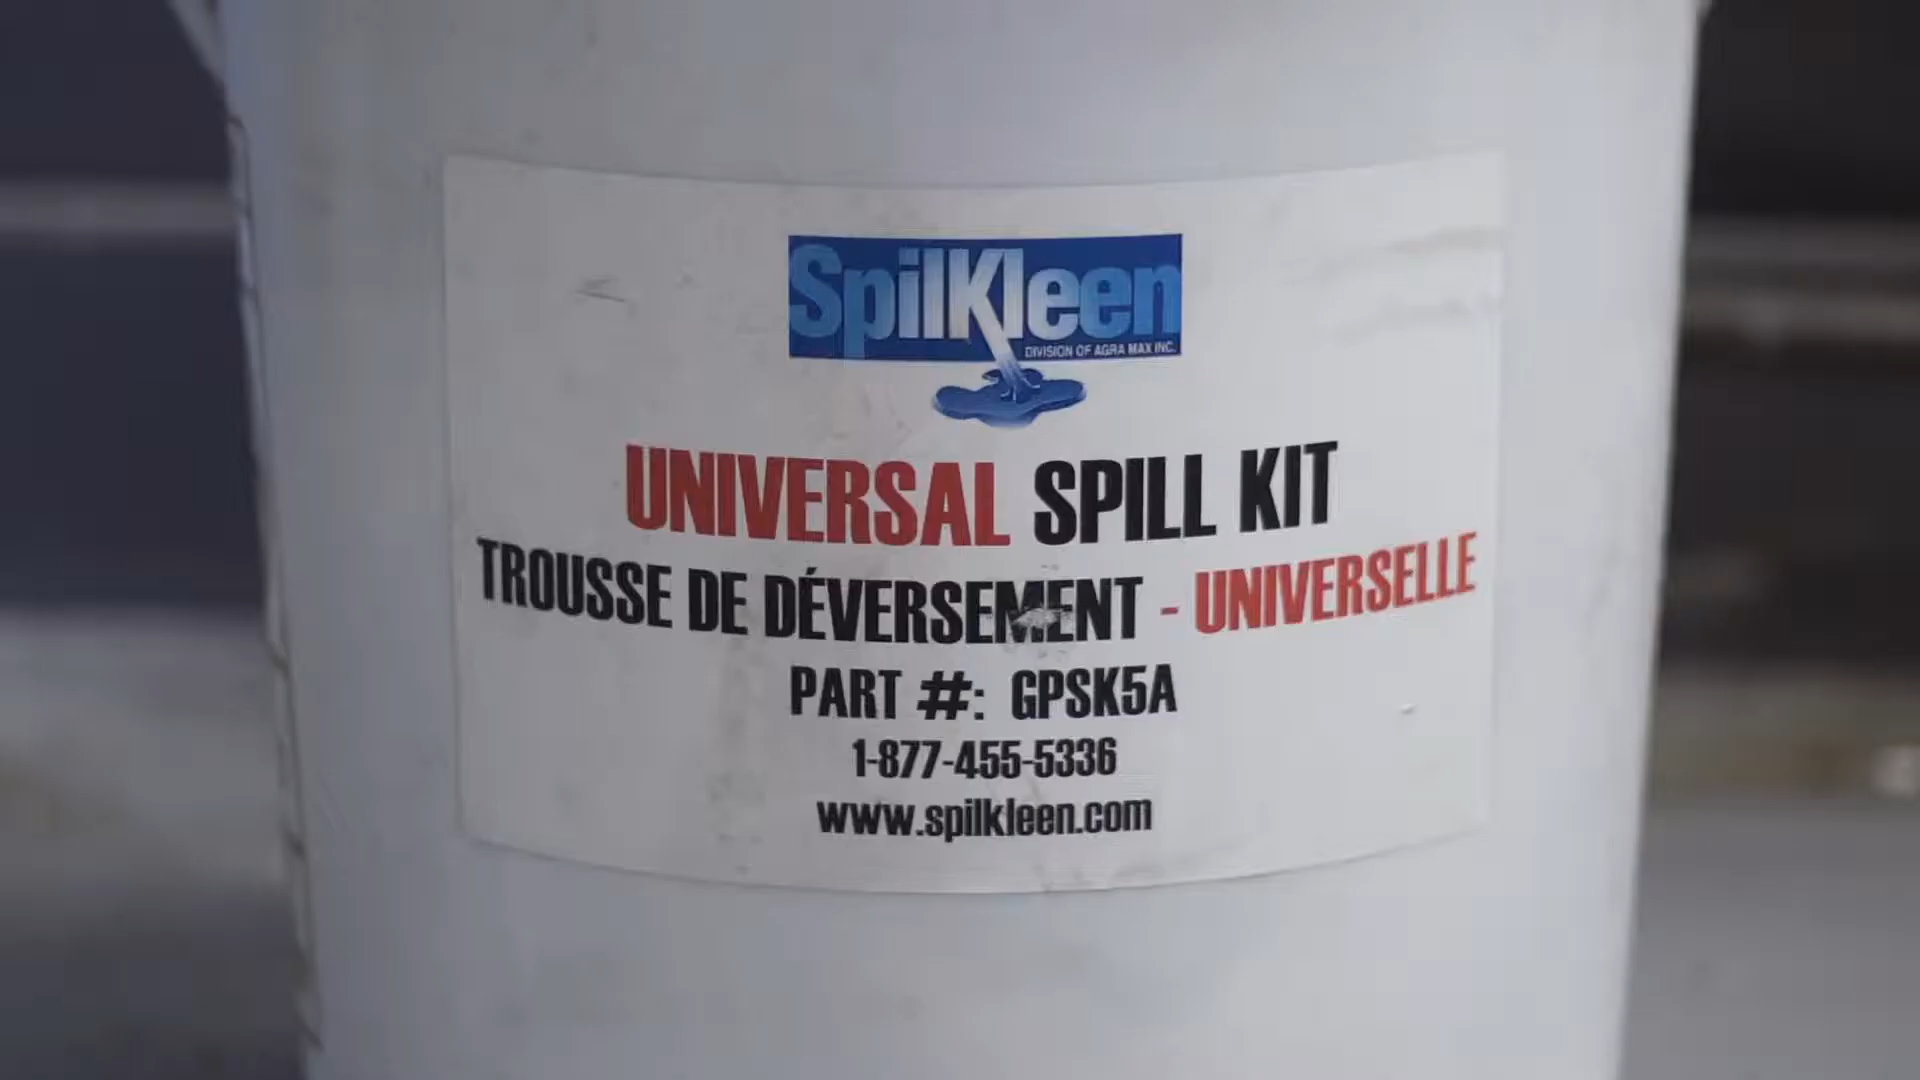 SpilKleen
DIVISION OF AGRA MAX INC.
UNIVERSAL SPILL KIT
TROUSSE DE DÉVERSEMENT - UNIVERSELLE
PART #: GPSK5A
1-877-455-5336
www.spilkleen.com